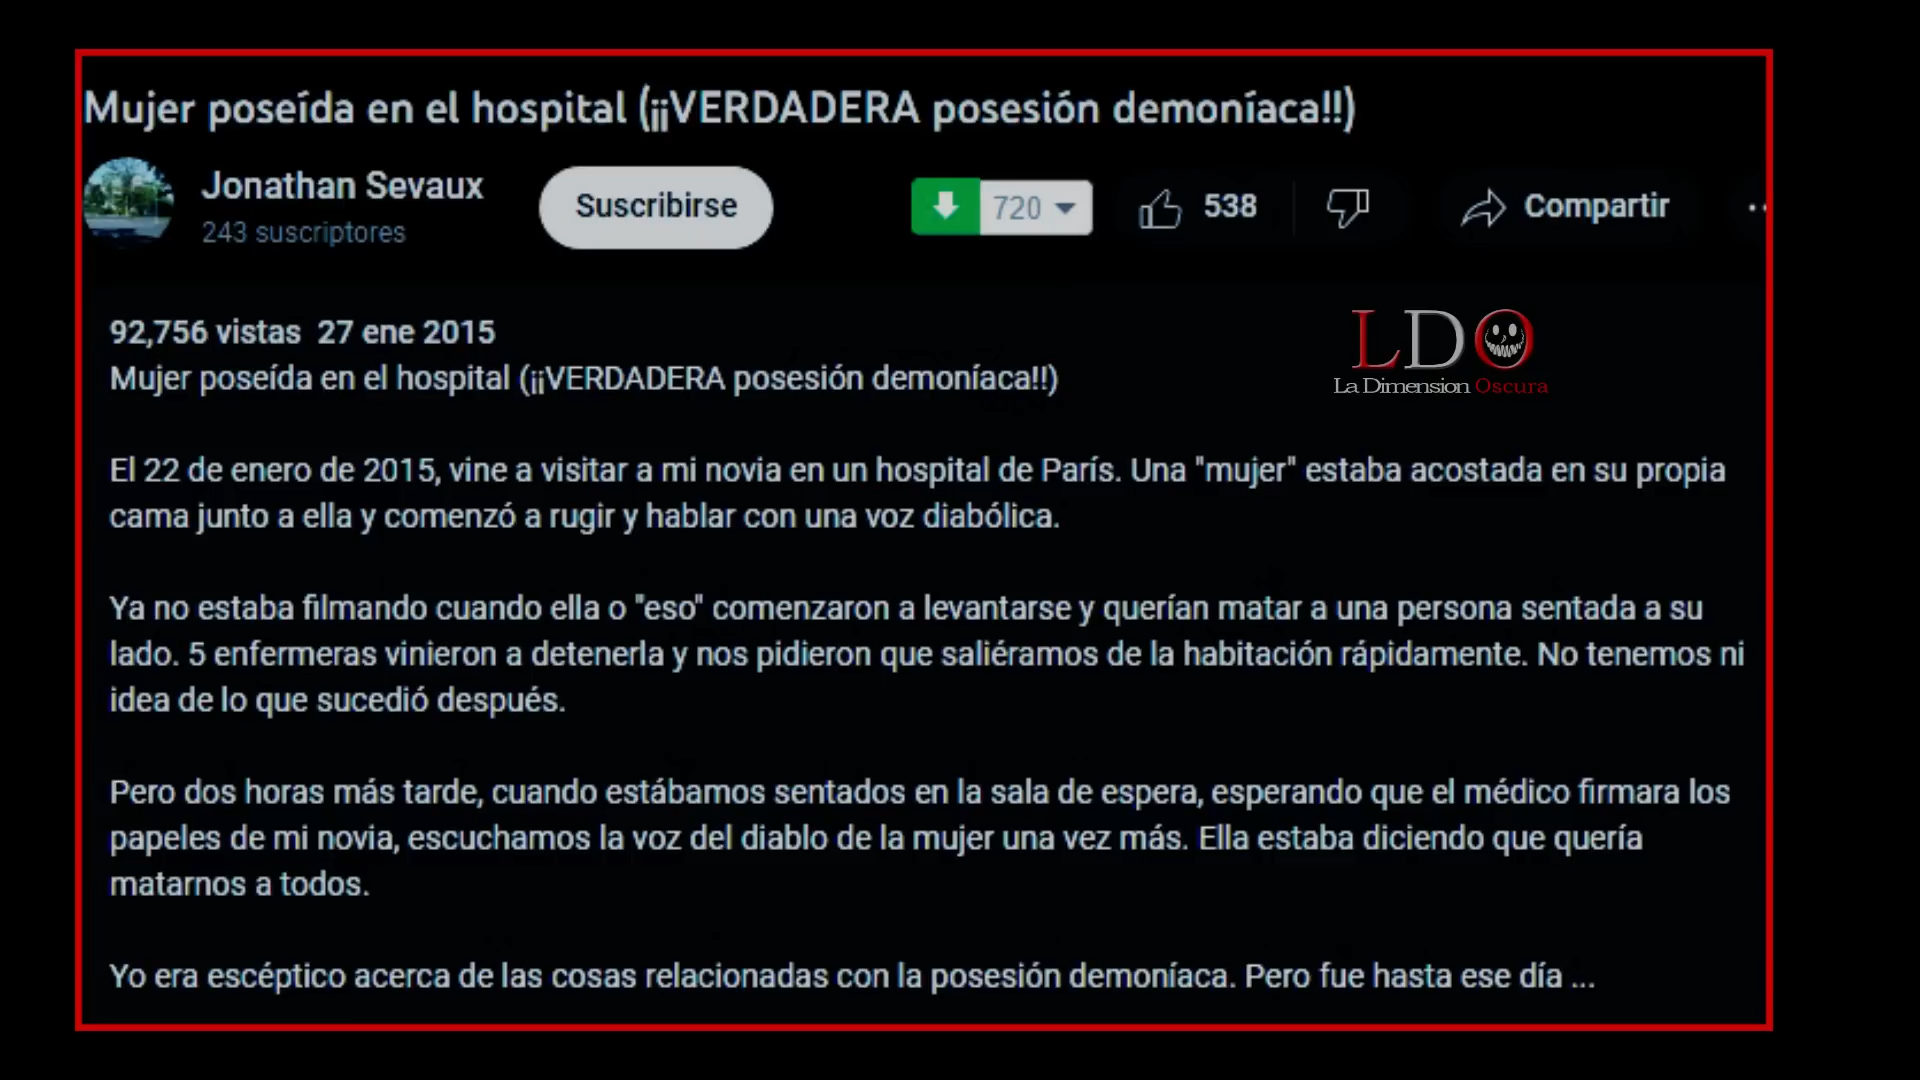 Mujer poseída en el hospital (¡¡VERDADERA posesión demoníaca!!)
Jonathan Sevaux
243 suscriptores
Suscribirse
720
538
Compartir
92,756 vistas 27 ene 2015
Mujer poseída en el hospital (¡¡VERDADERA posesión demoníaca!!)
LDO
La Dimension Oscura
El 22 de enero de 2015, vine a visitar a mi novia en un hospital de París. Una "mujer" estaba acostada en su propia
cama junto a ella y comenzó a rugir y hablar con una voz diabólica.
Ya no estaba filmando cuando ella o "eso" comenzaron a levantarse y querían matar a una persona sentada a su
lado. 5 enfermeras vinieron a detenerla y nos pidieron que saliéramos de la habitación rápidamente. No tenemos ni
idea de lo que sucedió después.
Pero dos horas más tarde, cuando estábamos sentados en la sala de espera, esperando que el médico firmara los
papeles de mi novia, escuchamos la voz del diablo de la mujer una vez más. Ella estaba diciendo que quería
matarnos a todos.
Yo era escéptico acerca de las cosas relacionadas con la posesión demoníaca. Pero fue hasta ese día ...